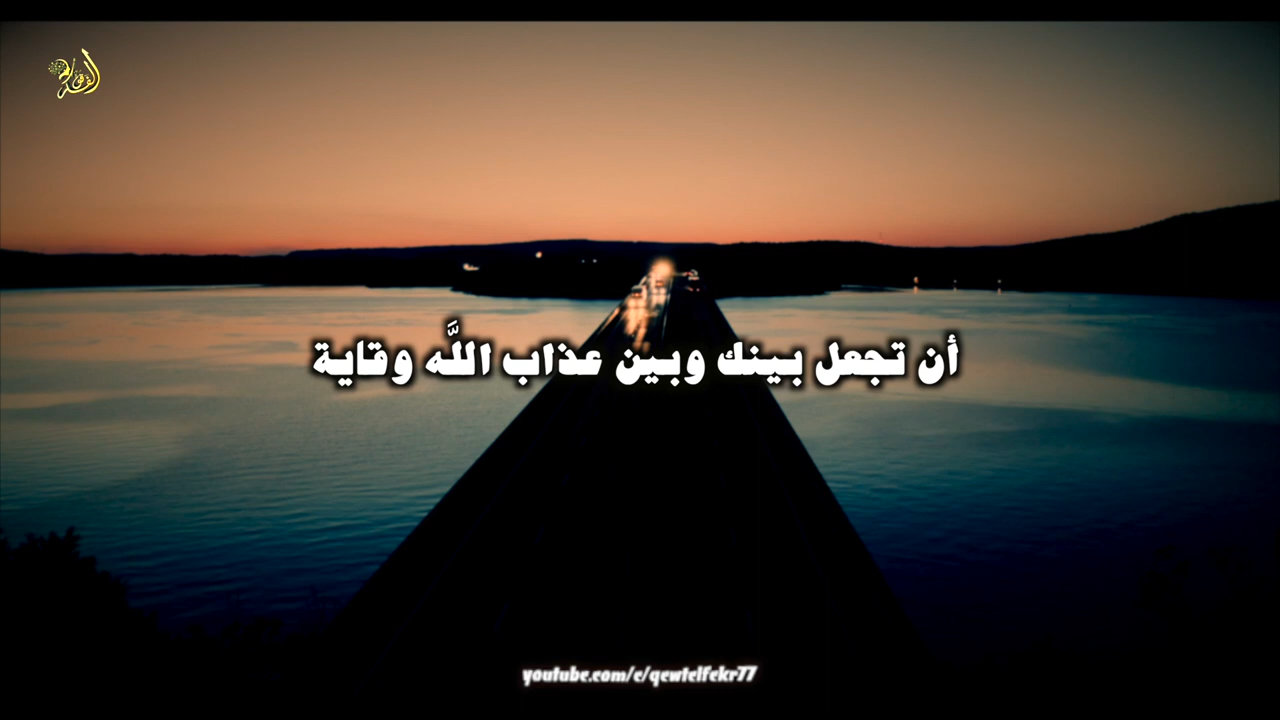 أن تجعل بينك وبين عذاب اللَّه وقاية
youtube.com/c/qewtelfekr77